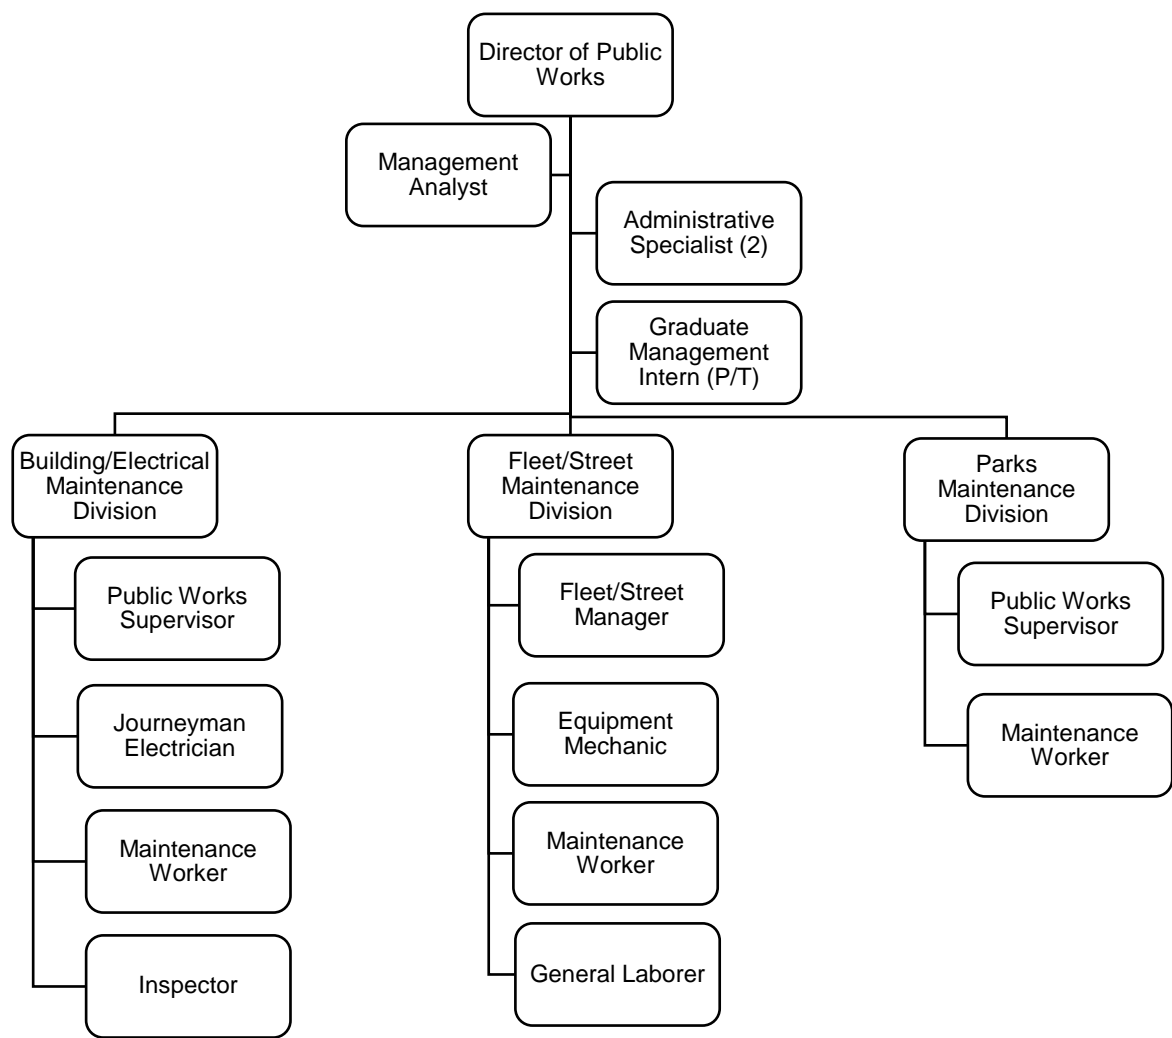 Director of Public
Works
Management
Analyst
Administrative
Specialist (2)
Graduate
Management
Intern (P/T)
Building/Electrical
Maintenance
Division
Public Works
Supervisor
Journeyman
Electrician
Maintenance
Worker
Inspector
Fleet/Street
Maintenance
Division
Fleet/Street
Manager
Equipment
Mechanic
Maintenance
Worker
General Laborer
Parks
Maintenance
Division
Public Works
Supervisor
Maintenance
Worker